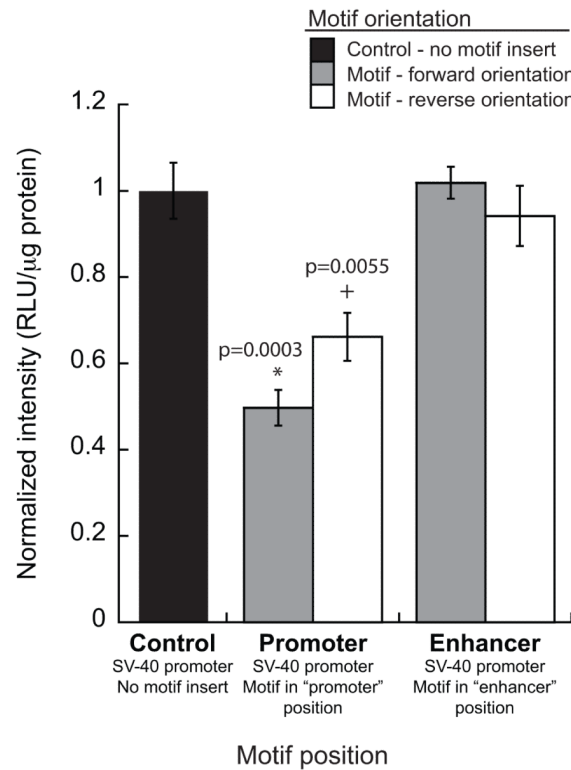 Motif orientation
Control - no motif insert
Motif - forward orientation
Motif - reverse orientation
Normalized intensity (RLU/µg protein)
1.2
1
0.8
0.6
0.4
0.2
0
p=0.0003
*
p=0.0055
+
Control
SV-40 promoter
No motif insert
Promoter
SV-40 promoter
Motif in "promoter"
position
Enhancer
SV-40 promoter
Motif in "enhancer"
position
Motif position